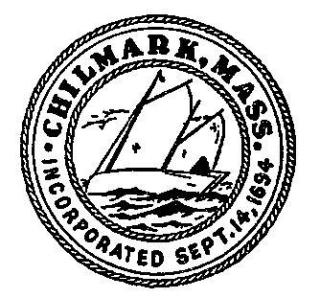 CHILMARK, MASS.
INCORPORATED SEPT. 14, 1694